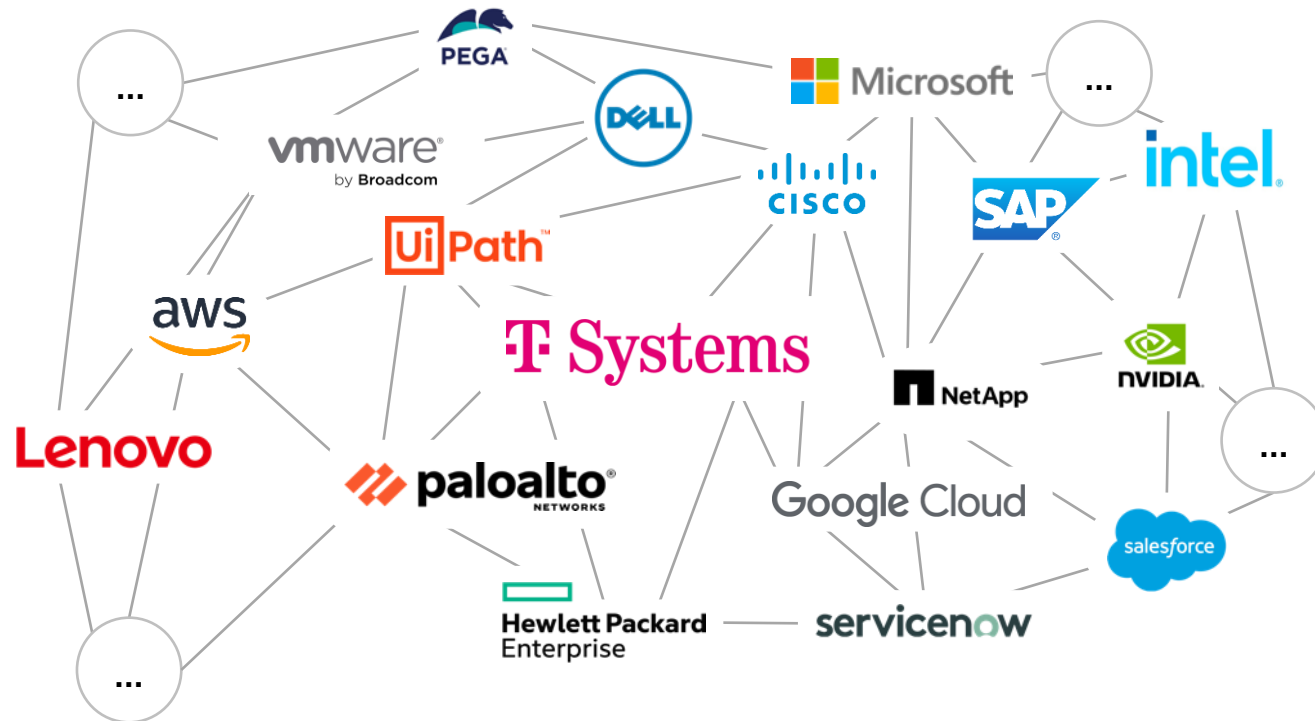 PEGA
...
DELL
Microsoft
...
vmware®
by Broadcom
CISCO
intel®
SAP®
UiPath™
aws
T Systems
NVIDIA.
NetApp
Lenovo
...
paloalto®
NETWORKS
Google Cloud
salesforce
Hewlett Packard
Enterprise
servicenow
...